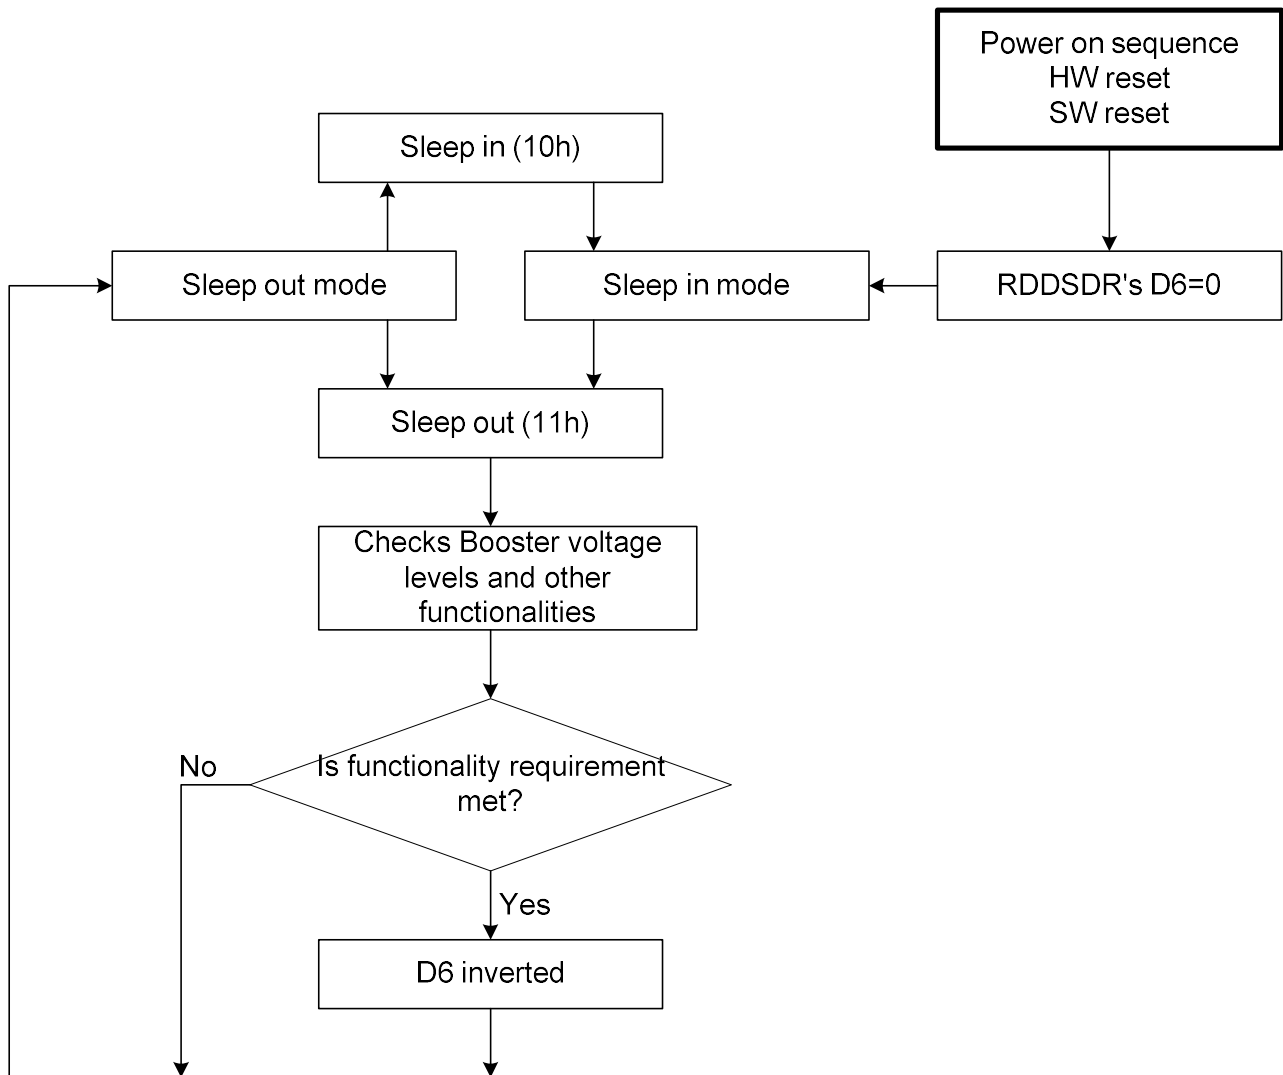 Power on sequence
HW reset
SW reset
Sleep in (10h)
Sleep out mode
Sleep in mode
RDDSDR's D6=0
Sleep out (11h)
Checks Booster voltage
levels and other
functionalities
No
Is functionality requirement
met?
Yes
D6 inverted